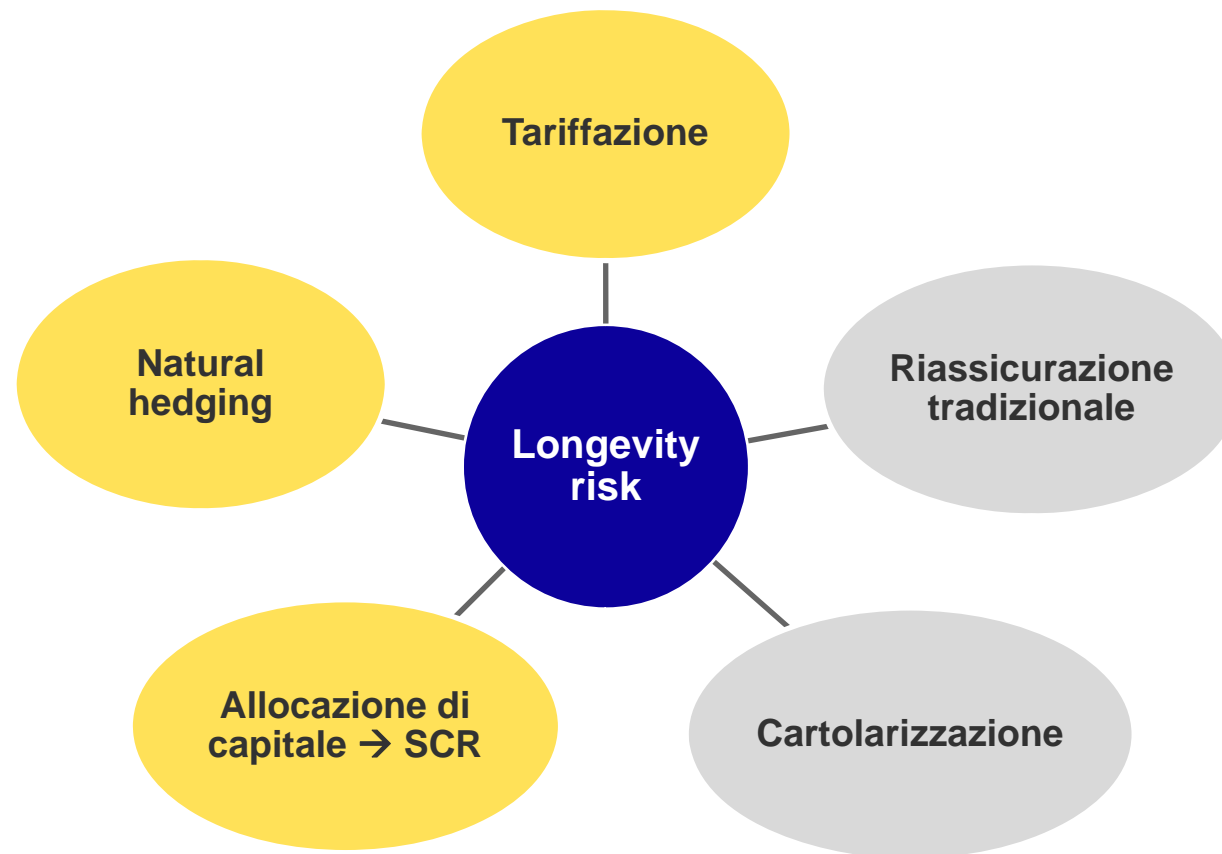 Tariffazione
Natural
hedging
Riassicurazione
tradizionale
Longevity
risk
Allocazione di
capitale → SCR
Cartolarizzazione